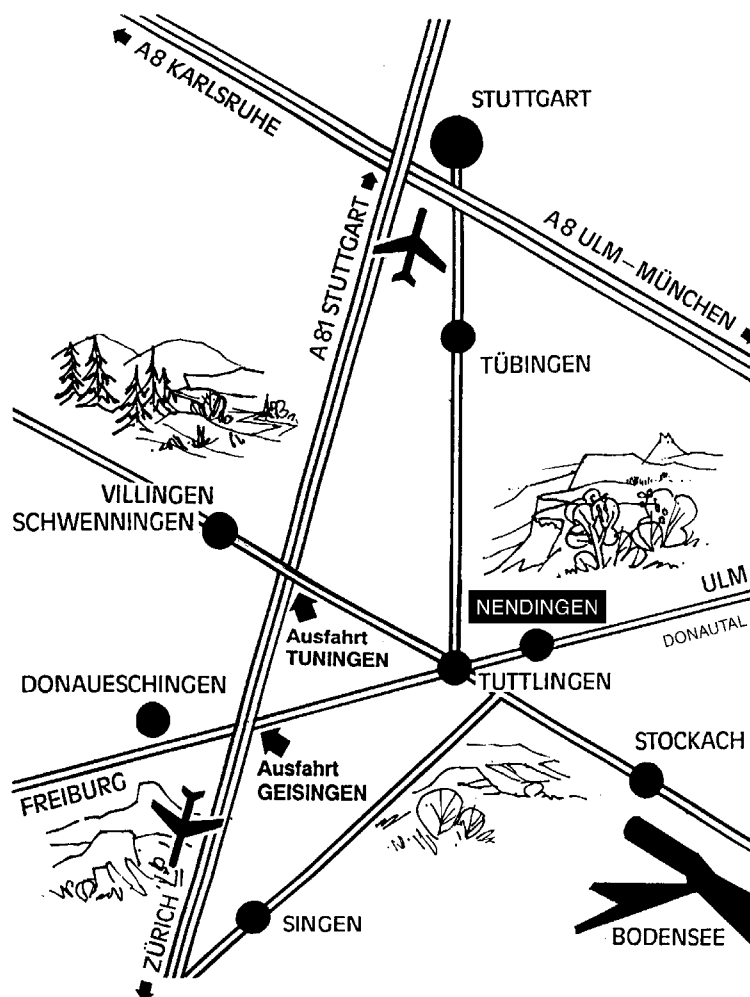 A8 KARLSRUHE
STUTTGART
A81 STUTTGART
A8 ULM–MÜNCHEN
TÜBINGEN
VILLINGEN
SCHWENNINGEN
ULM
NENDINGEN
DONAUTAL
Ausfahrt
TUNINGEN
TUTTLINGEN
DONAUESCHINGEN
STOCKACH
FREIBURG
Ausfahrt
GEISINGEN
ZÜRICH
SINGEN
BODENSEE